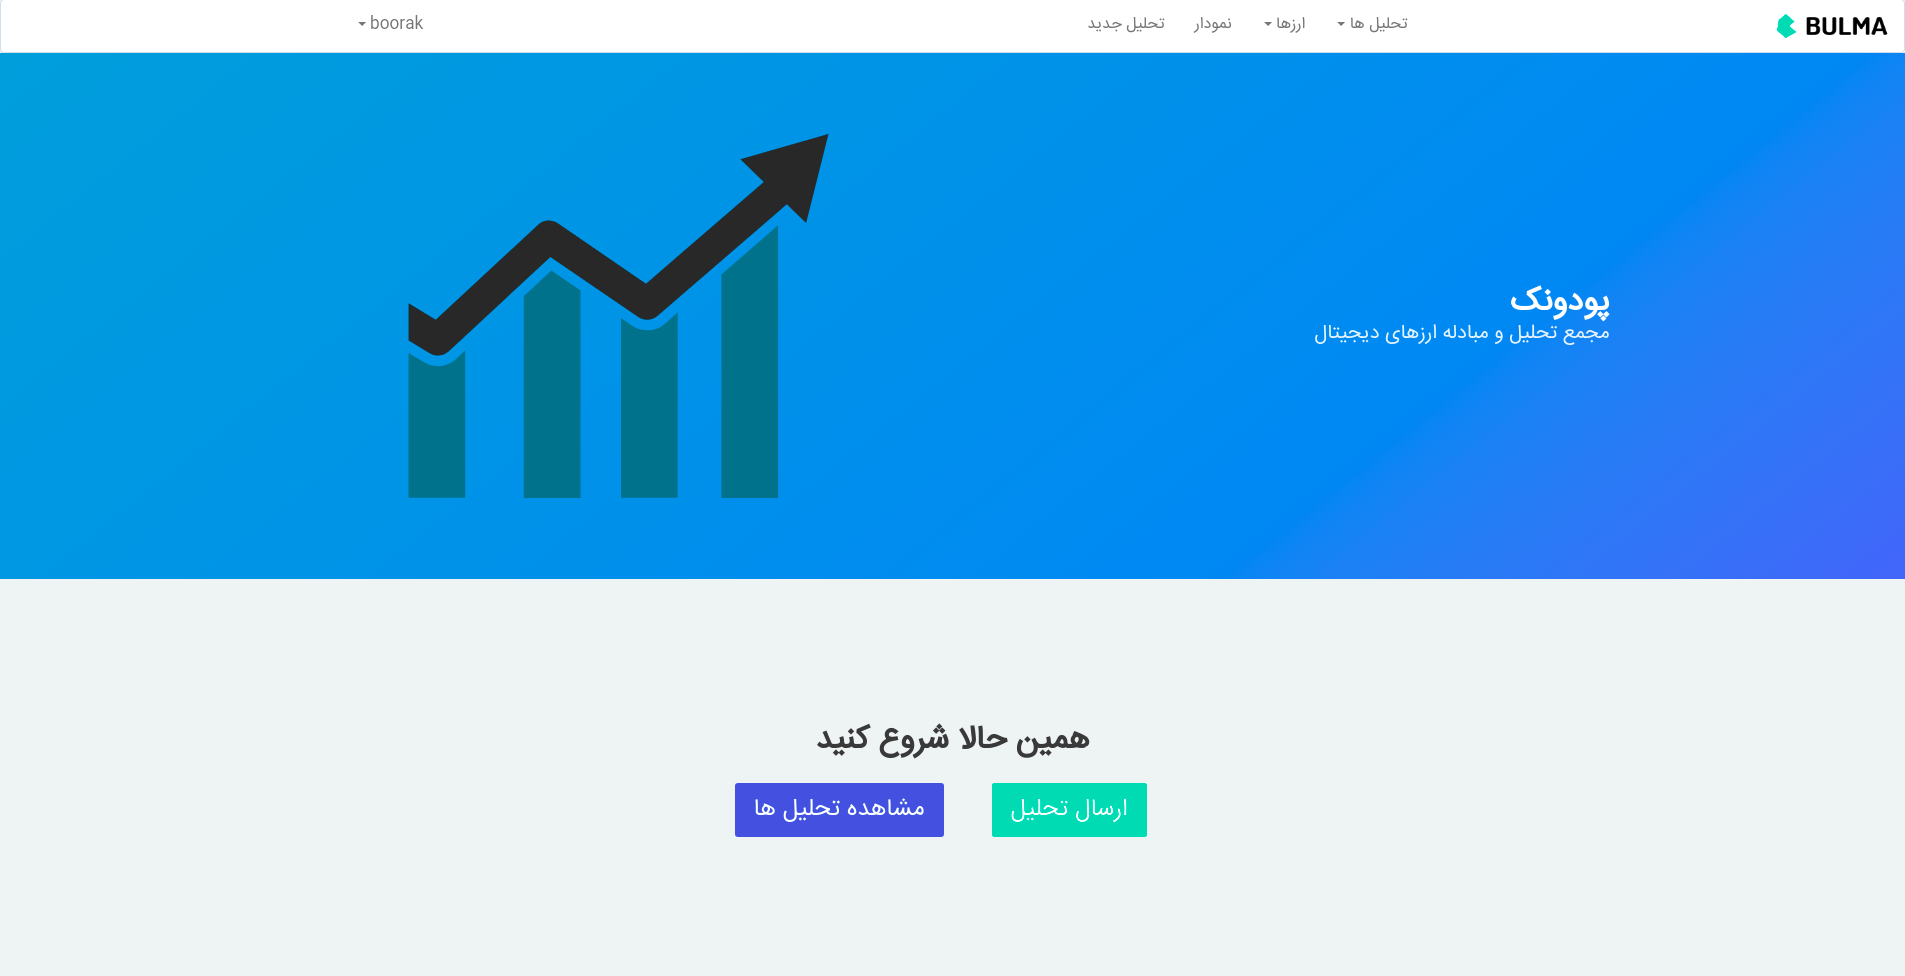 BULMA
تحلیل ها
ارزها
نمودار
تحلیل جدید
boorak
پودونک
مجمع تحلیل و مبادله ارزهای دیجیتال
همین حالا شروع کنید
ارسال تحلیل
مشاهده تحلیل ها